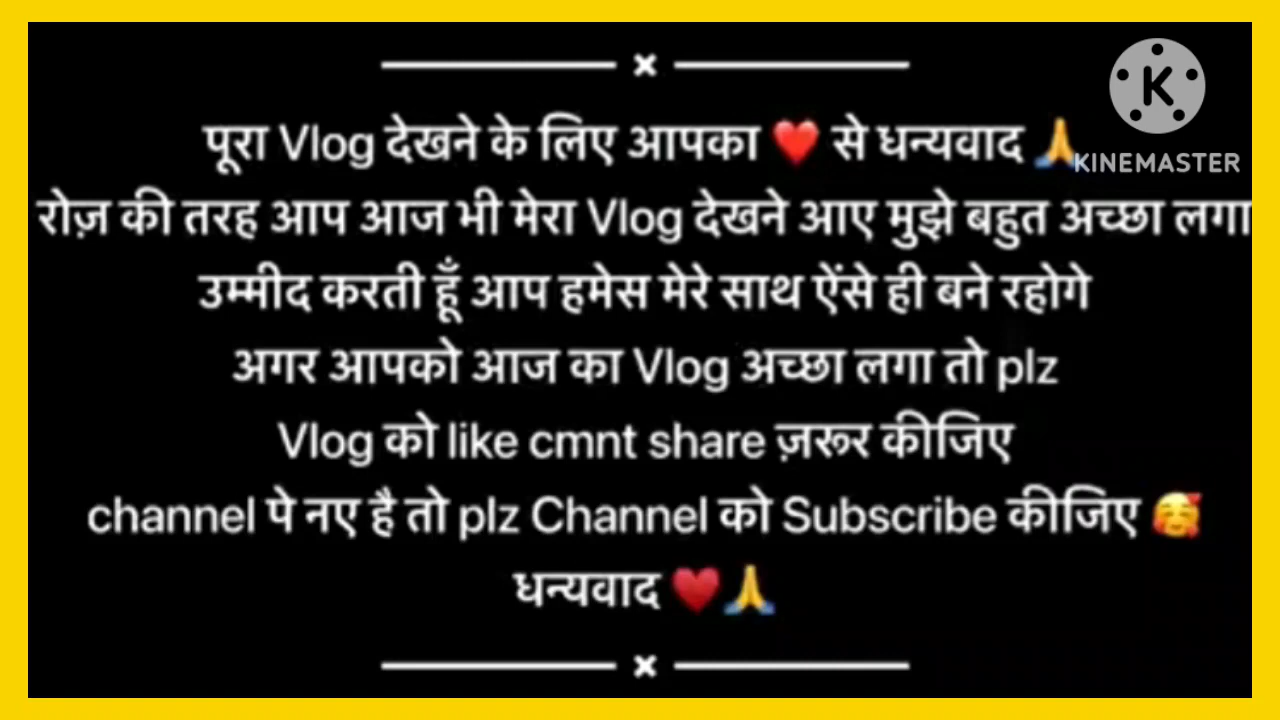 पूरा Vlog देखने के लिए आपका ❤️ से धन्यवाद 🙏
KINEMASTER
रोज़ की तरह आप आज भी मेरा Vlog देखने आए मुझे बहुत अच्छा लगा
उम्मीद करती हूँ आप हमेस मेरे साथ ऐंसे ही बने रहोगे
अगर आपको आज का Vlog अच्छा लगा तो plz
Vlog को like cmnt share ज़रूर कीजिए
channel पे नए है तो plz Channel को Subscribe कीजिए 🥰
धन्यवाद ❤️🙏